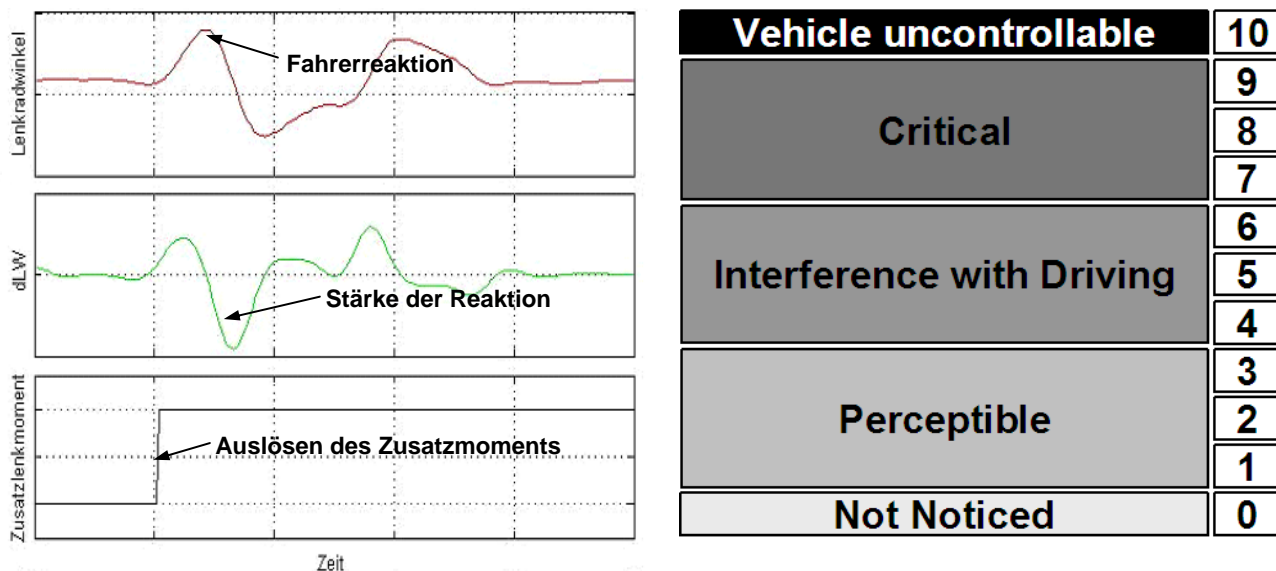 Lenkradwinkel
Fahrerreaktion
dLW
Stärke der Reaktion
Zusatzlenkmoment
Auslösen des Zusatzmoments
Zeit
Vehicle uncontrollable 10
Critical
9
8
7
Interference with Driving
6
5
4
Perceptible
3
2
1
Not Noticed 0